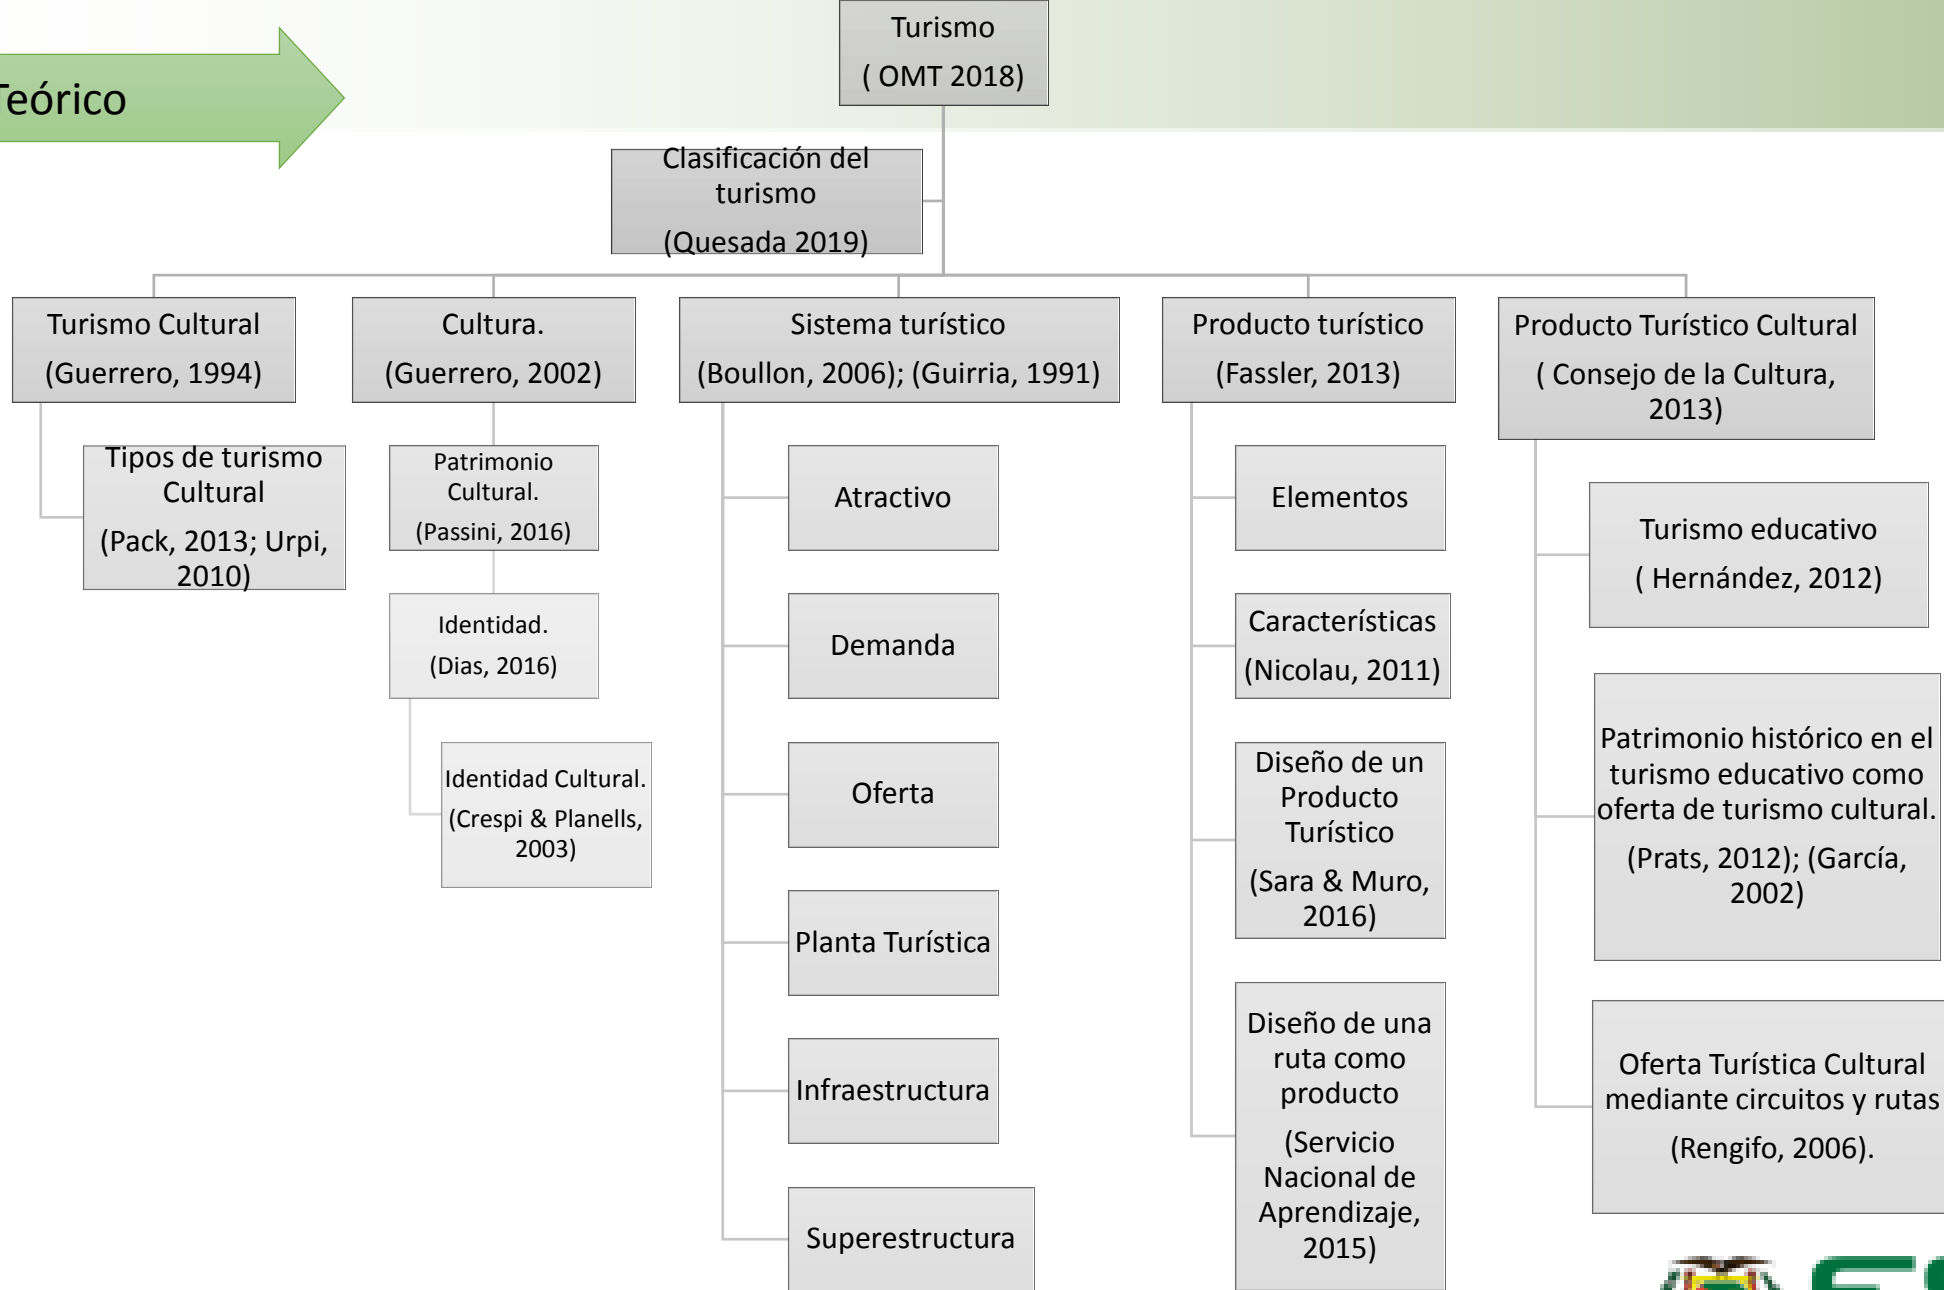 Teórico
Turismo
( OMT 2018)
Clasificación del
turismo
(Quesada 2019)
Turismo Cultural
(Guerrero, 1994)
Tipos de turismo
Cultural
(Pack, 2013; Urpi,
2010)
Cultura.
(Guerrero, 2002)
Patrimonio
Cultural.
(Passini, 2016)
Identidad.
(Dias, 2016)
Identidad Cultural.
(Crespi & Planells,
2003)
Sistema turístico
(Boullon, 2006); (Guirria, 1991)
Atractivo
Demanda
Oferta
Planta Turística
Infraestructura
Superestructura
Producto turístico
(Fassler, 2013)
Elementos
Características
(Nicolau, 2011)
Diseño de un
Producto
Turístico
(Sara & Muro,
2016)
Diseño de una
ruta como
producto
(Servicio
Nacional de
Aprendizaje,
2015)
Producto Turístico Cultural
( Consejo de la Cultura,
2013)
Turismo educativo
( Hernández, 2012)
Patrimonio histórico en el
turismo educativo como
oferta de turismo cultural.
(Prats, 2012); (García,
2002)
Oferta Turística Cultural
mediante circuitos y rutas
(Rengifo, 2006).